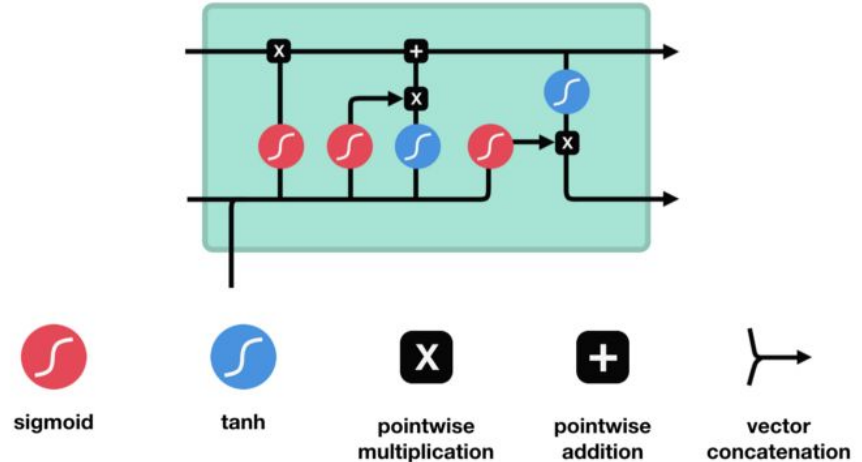 X
+
X
X
X
+
sigmoid
tanh
pointwise
multiplication
pointwise
addition
vector
concatenation